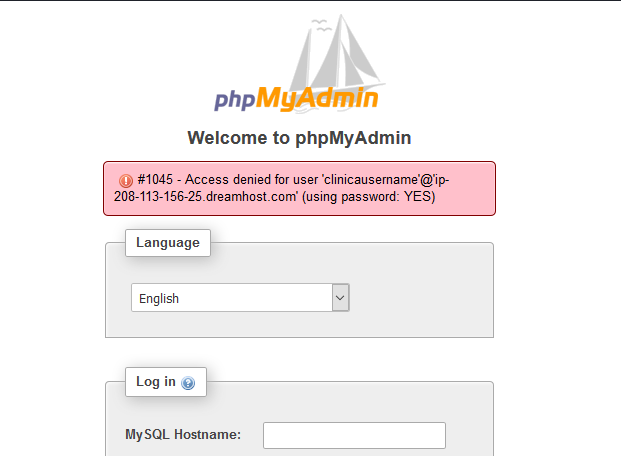 phpMyAdmin
Welcome to phpMyAdmin
#1045 - Access denied for user 'clinicausername'@'ip-
208-113-156-25.dreamhost.com' (using password: YES)
Language
English
Log in
MySQL Hostname: